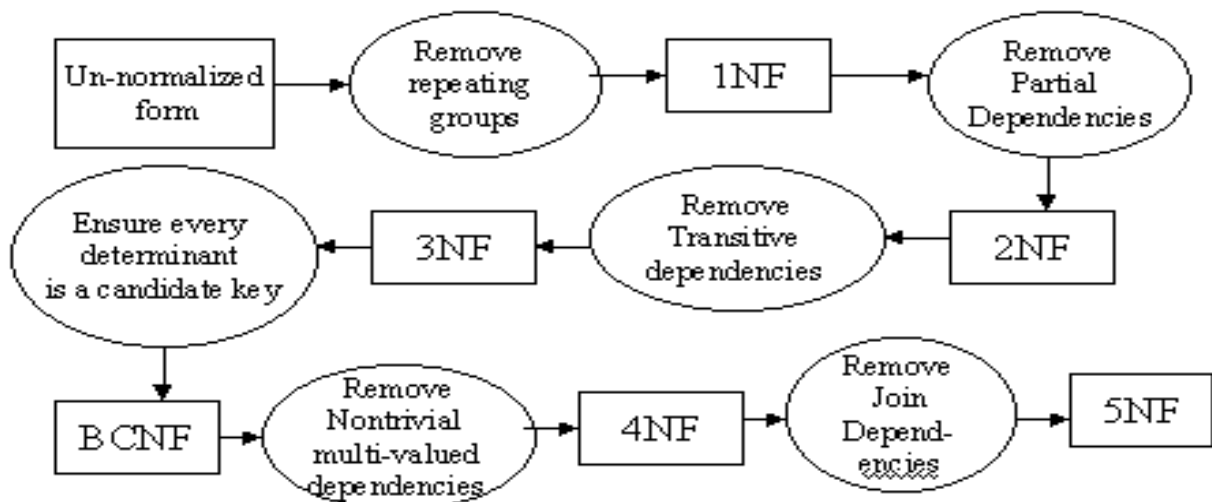 Un-normalized
form
Remove
repeating
groups
1NF
Remove
Partial
Dependencies
2NF
Remove
Transitive
dependencies
3NF
Ensure every
determinant
is a candidate key
BCNF
Remove
Nontrivial
multi-valued
dependencies
4NF
Remove
Join
Depend-
encies
5NF